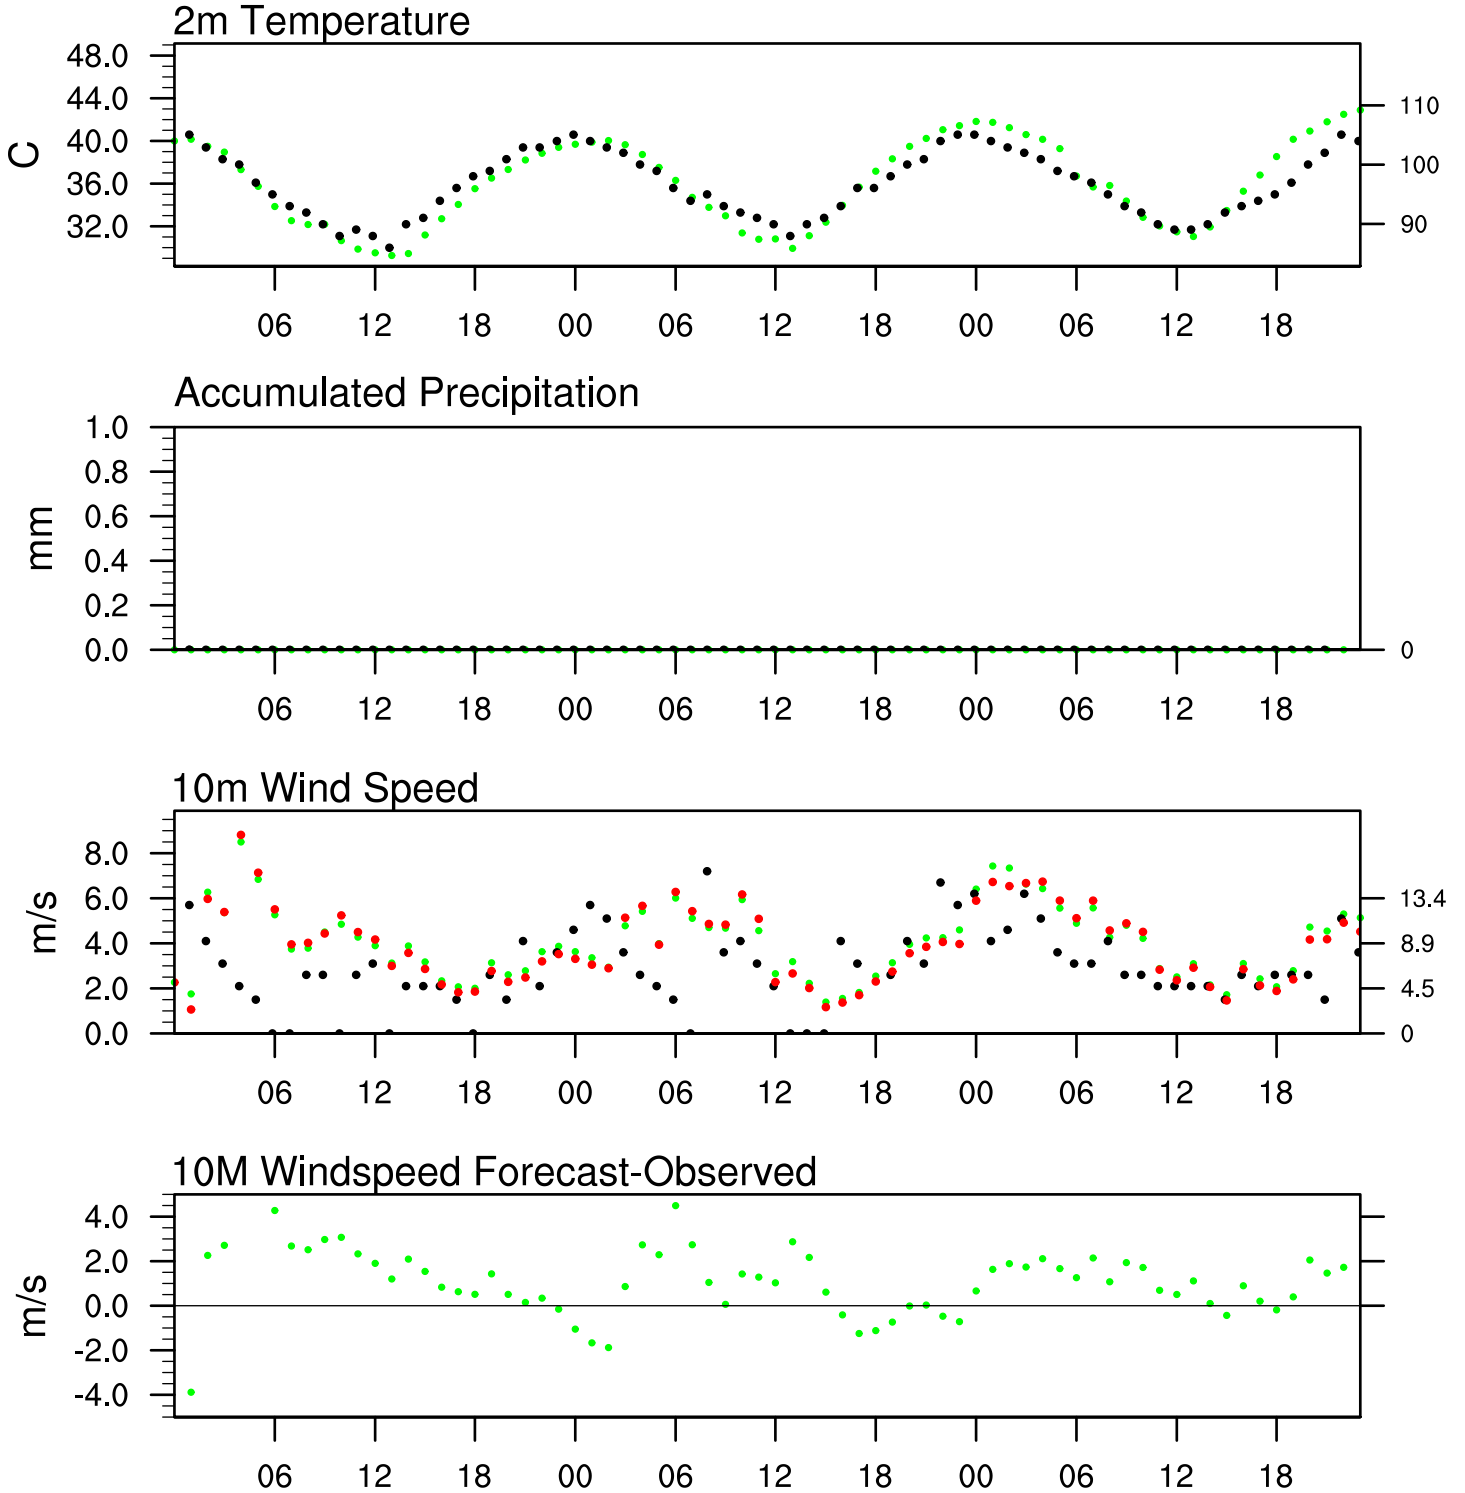 2m Temperature
48.0
44.0
40.0
36.0
32.0
C
110
100
90
06 12 18 00 06 12 18 00 06 12 18
Accumulated Precipitation
1.0
0.8
0.6
0.4
0.2
0.0
mm
0
06 12 18 00 06 12 18 00 06 12 18
10m Wind Speed
8.0
6.0
4.0
2.0
0.0
m/s
13.4
8.9
4.5
0
06 12 18 00 06 12 18 00 06 12 18
10M Windspeed Forecast-Observed
4.0
2.0
0.0
-2.0
-4.0
m/s
06 12 18 00 06 12 18 00 06 12 18